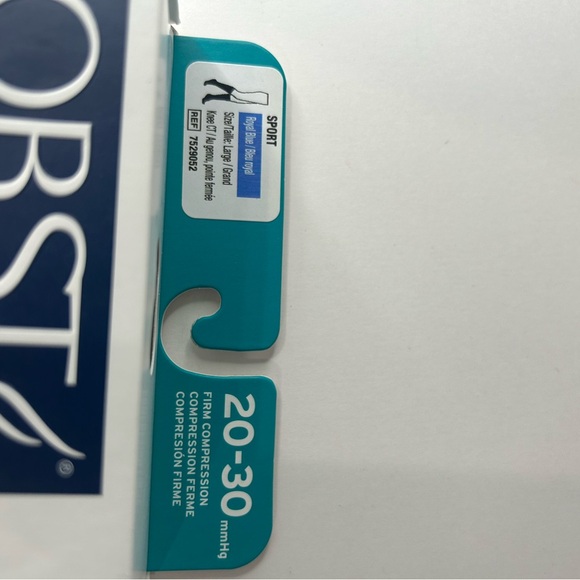 OBST®
SPORT
Royal Blue / Bleu royal
Size/Taille: Large / Grand
Knee CT / Au genou, pointe fermée
REF 7529052
20-30 mmHg
FIRM COMPRESSION
COMPRESSION FERME
COMPRESIÓN FIRME